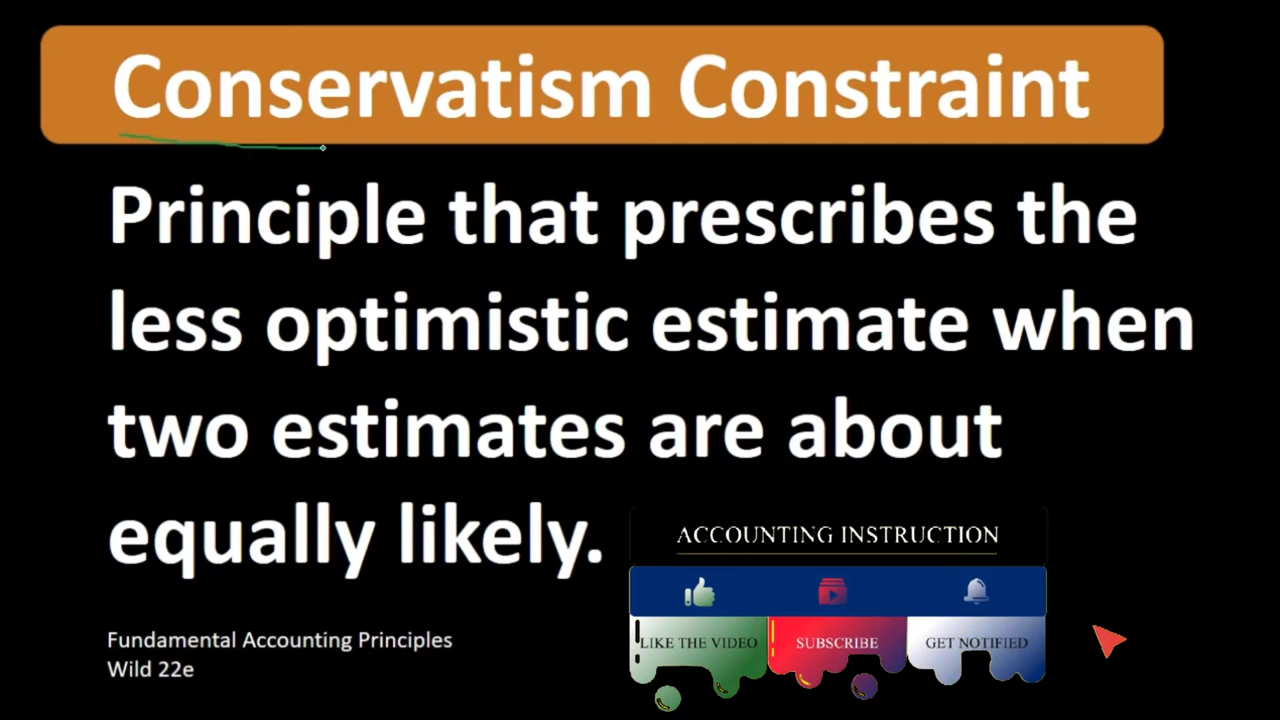 Conservatism Constraint
Principle that prescribes the
less optimistic estimate when
two estimates are about
equally likely.
ACCOUNTING INSTRUCTION
LIKE THE VIDEO
SUBSCRIBE
GET NOTIFIED
Fundamental Accounting Principles
Wild 22e